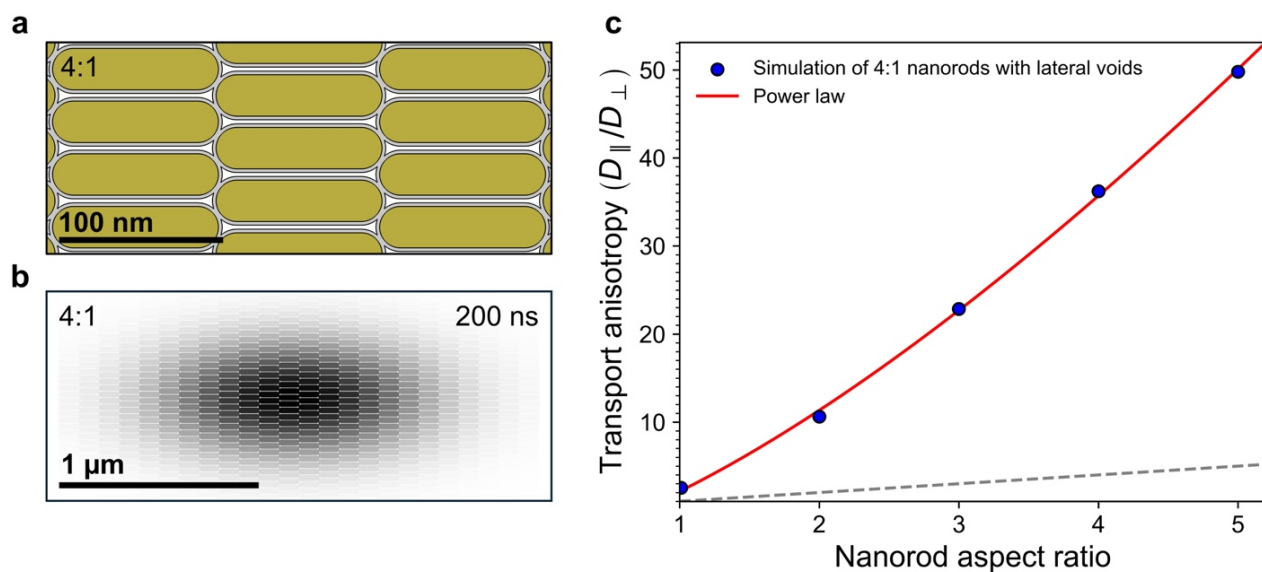 a
4:1
100 nm
b
4:1
200 ns
1 µm
c
Transport anisotropy (D∥/D⊥)
50
40
30
20
10
Simulation of 4:1 nanorods with lateral voids
Power law
1
2
3
4
5
Nanorod aspect ratio